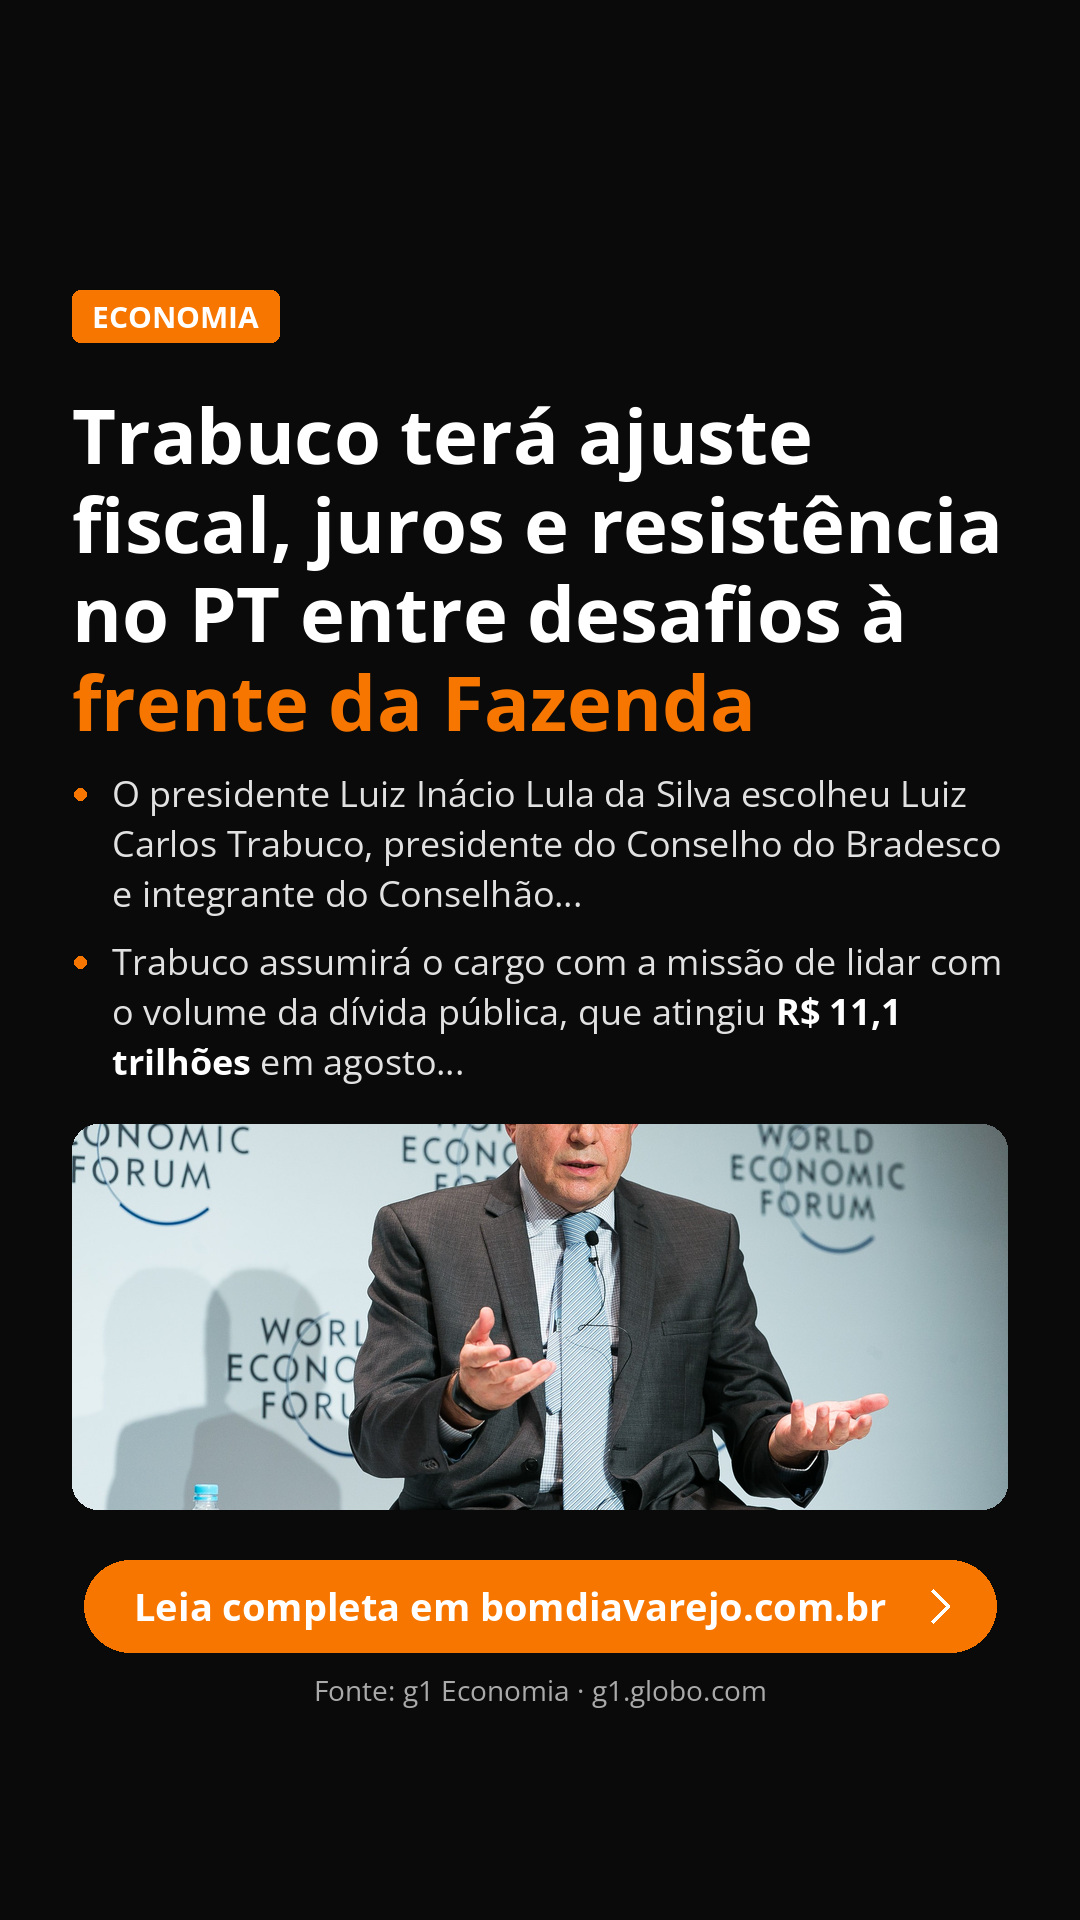 ECONOMIA
Trabuco terá ajuste
fiscal, juros e resistência
no PT entre desafios à
frente da Fazenda
O presidente Luiz Inácio Lula da Silva escolheu Luiz
Carlos Trabuco, presidente do Conselho do Bradesco
e integrante do Conselhão...
Trabuco assumirá o cargo com a missão de lidar com
o volume da dívida pública, que atingiu R$ 11,1
trilhões em agosto...
ECONOMIC
FORUM
WORLD
ECONOMIC
FORUM
WORL
ECONO
FORU
Leia completa em bomdiavarejo.com.br
Fonte: g1 Economia · g1.globo.com